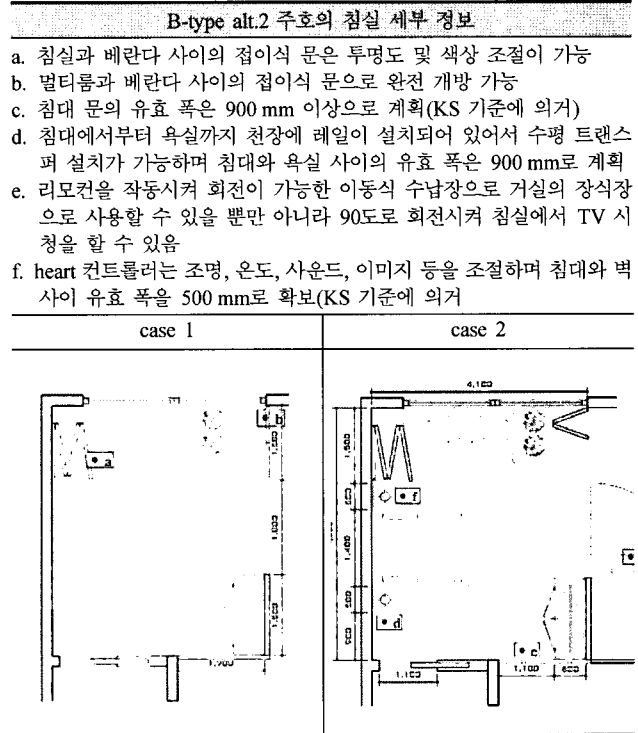 B-type alt.2 주호의 침실 세부 정보
a. 침실과 베란다 사이의 접이식 문은 투명도 및 색상 조절이 가능
b. 멀티룸과 베란다 사이의 접이식 문으로 완전 개방 가능
c. 침대 문의 유효 폭은 900 mm 이상으로 계획(KS 기준에 의거)
d. 침대에서부터 욕실까지 천장에 레일이 설치되어 있어서 수평 트랜스
퍼 설치가 가능하며 침대와 욕실 사이의 유효 폭은 900 mm로 계획
e. 리모컨을 작동시켜 회전이 가능한 이동식 수납장으로 거실의 장식장
으로 사용할 수 있을 뿐만 아니라 90도로 회전시켜 침실에서 TV 시
청을 할 수 있음
f. heart 컨트롤러는 조명, 온도, 사운드, 이미지 등을 조절하며 침대와 벽
사이 유효 폭을 500 mm로 확보(KS 기준에 의거
case 1
case 2
4,100
b
a
f
d
e
1,400
1,100
1,100
600